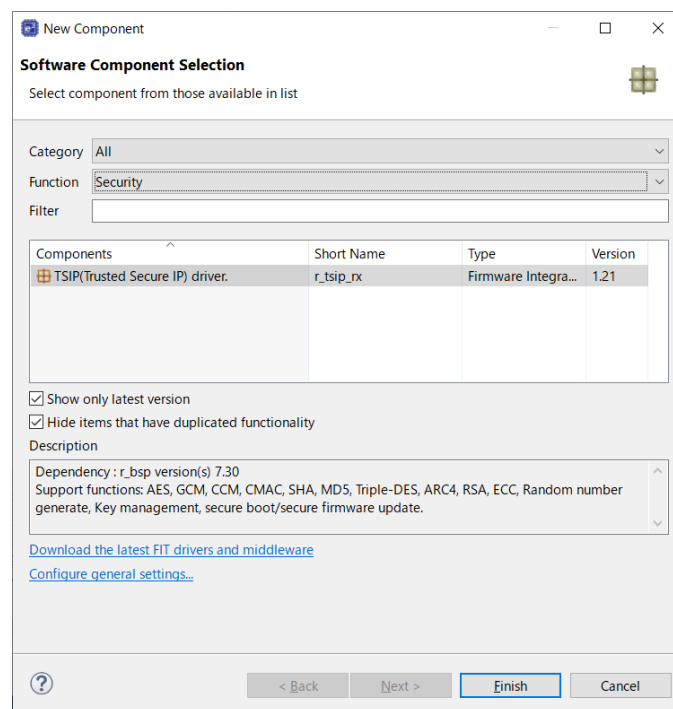 New Component
Software Component Selection
Select component from those available in list
Category All
Function Security
Filter
Components Short Name Type Version
TSIP(Trusted Secure IP) driver. r_tsip_rx Firmware Integra... 1.21
Show only latest version
Hide items that have duplicated functionality
Description
Dependency : r_bsp version(s) 7.30
Support functions: AES, GCM, CCM, CMAC, SHA, MD5, Triple-DES, ARC4, RSA, ECC, Random number
generate, Key management, secure boot/secure firmware update.
Download the latest FIT drivers and middleware
Configure general settings...
? < Back Next > Finish Cancel